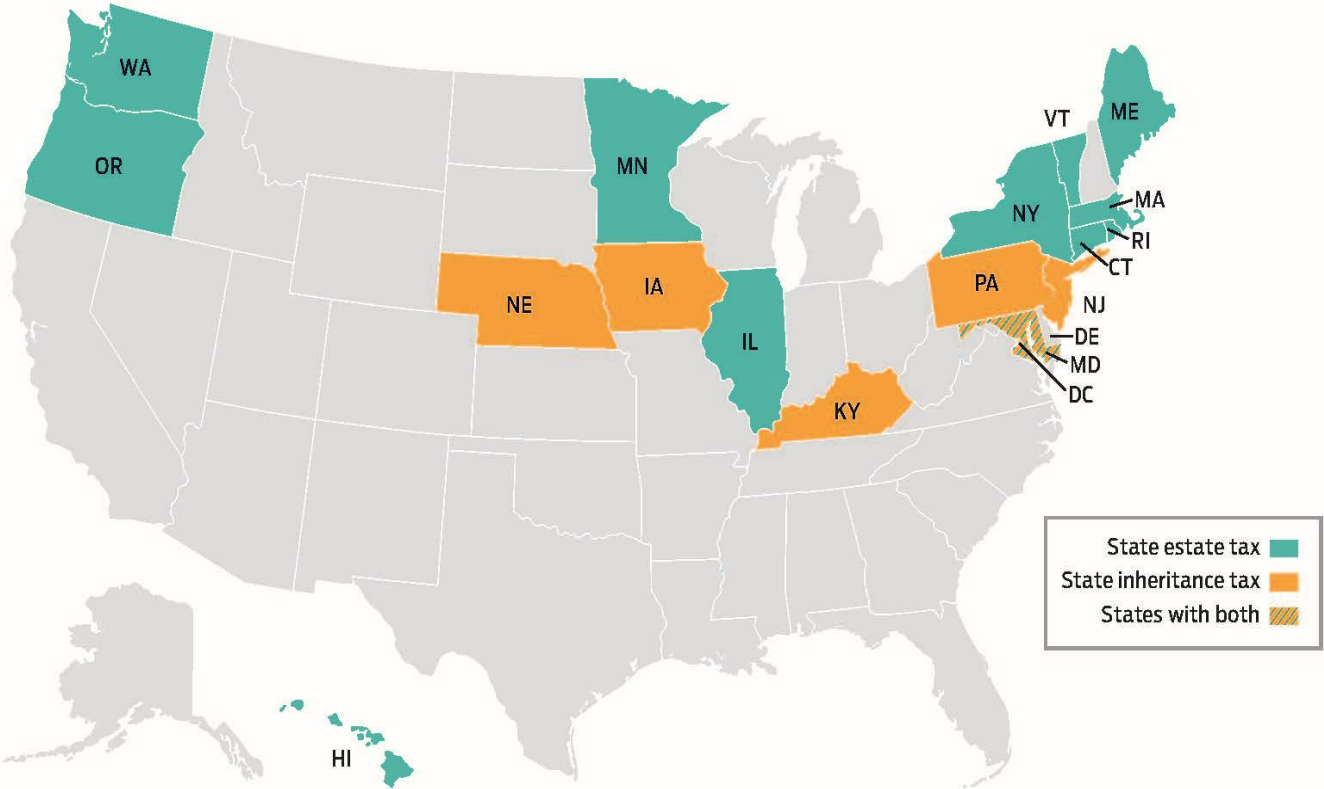 WA
OR
MN
VT
ME
NY
MA
RI
CT
NE
IA
IL
PA
NJ
DE
MD
DC
KY
HI
State estate tax
State inheritance tax
States with both